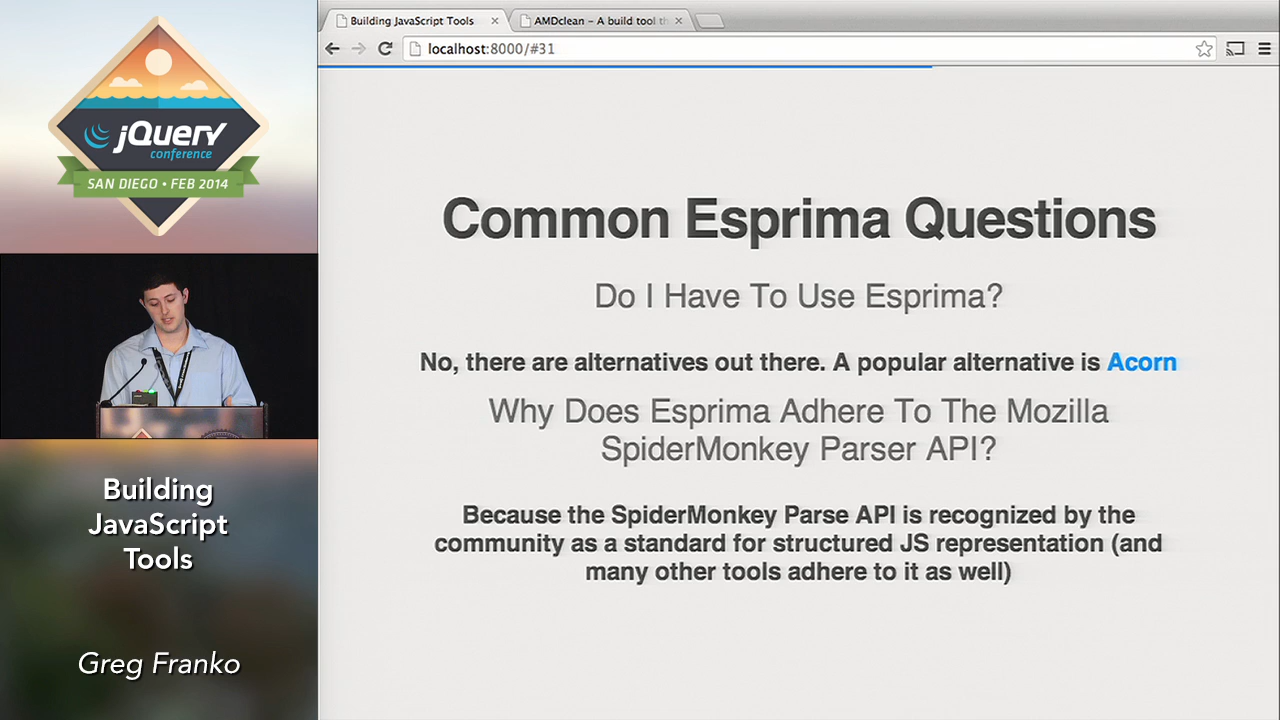 jQuery
conference
SAN DIEGO • FEB 2014
Building
JavaScript
Tools
Greg Franko
Building JavaScript Tools
AMDclean – A build tool th
localhost:8000/#31
Common Esprima Questions
Do I Have To Use Esprima?
No, there are alternatives out there. A popular alternative is Acorn
Why Does Esprima Adhere To The Mozilla
SpiderMonkey Parser API?
Because the SpiderMonkey Parse API is recognized by the
community as a standard for structured JS representation (and
many other tools adhere to it as well)